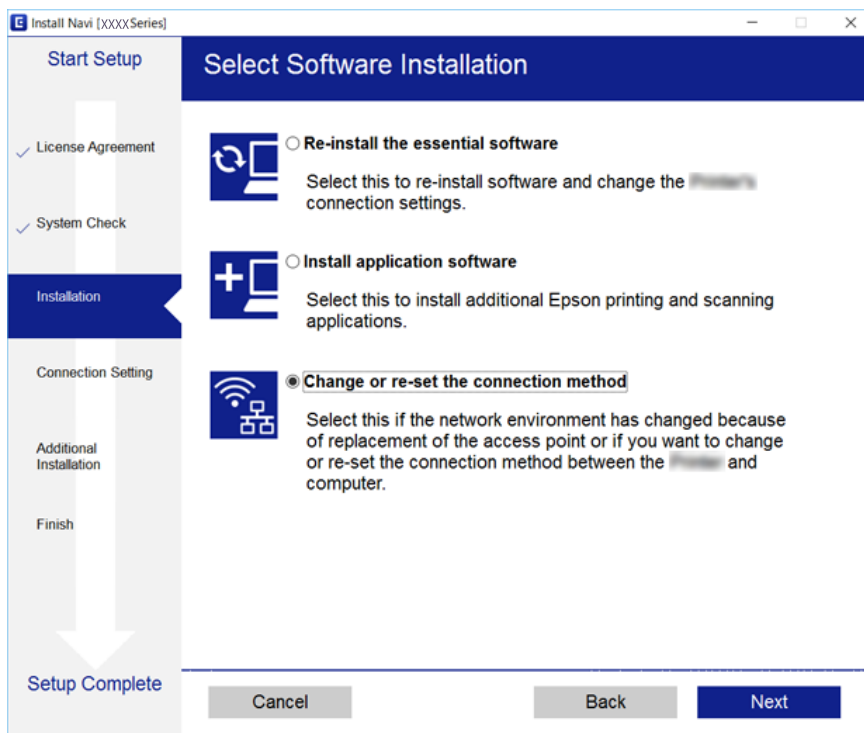 E Install Navi [XXXX Series]
Start Setup
License Agreement
System Check
Installation
Connection Setting
Additional
Installation
Finish
Setup Complete
Select Software Installation
Re-install the essential software
Select this to re-install software and change the
connection settings.
Install application software
Select this to install additional Epson printing and scanning
applications.
Change or re-set the connection method
Select this if the network environment has changed because
of replacement of the access point or if you want to change
or re-set the connection method between the and
computer.
Cancel
Back
Next